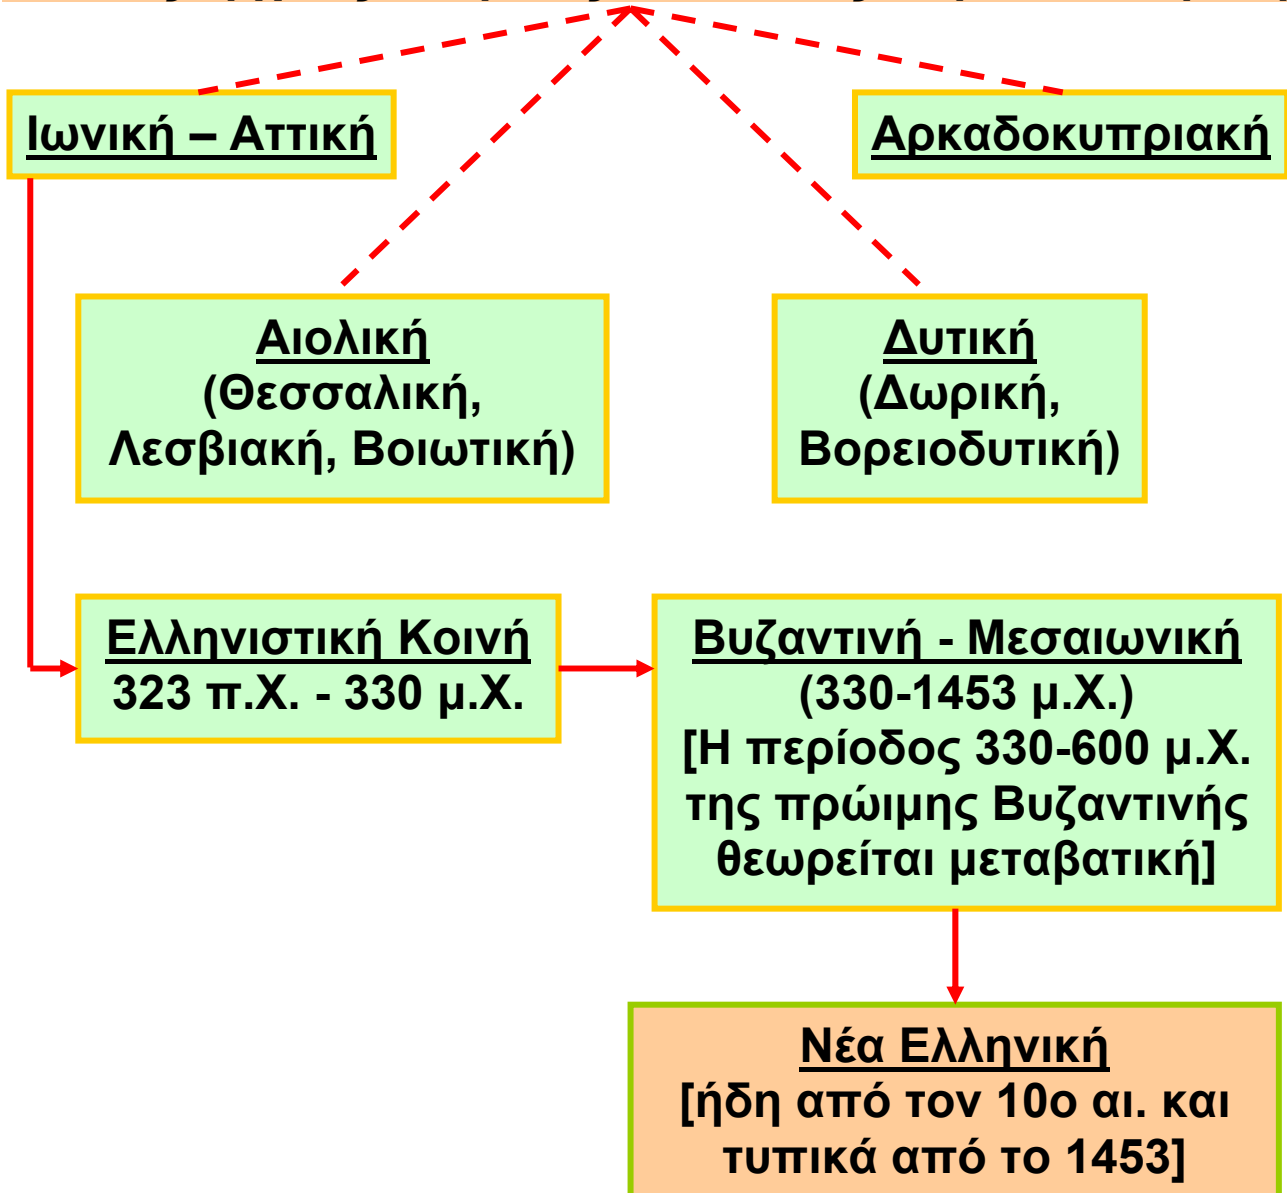 Ιωνική – Αττική
Αρκαδοκυπριακή
Αιολική
(Θεσσαλική,
Λεσβιακή, Βοιωτική)
Δυτική
(Δωρική,
Βορειοδυτική)
Ελληνιστική Κοινή
323 π.Χ. - 330 μ.Χ.
Βυζαντινή - Μεσαιωνική
(330-1453 μ.Χ.)
[Η περίοδος 330-600 μ.Χ.
της πρώιμης Βυζαντινής
θεωρείται μεταβατική]
Νέα Ελληνική
[ήδη από τον 10ο αι. και
τυπικά από το 1453]